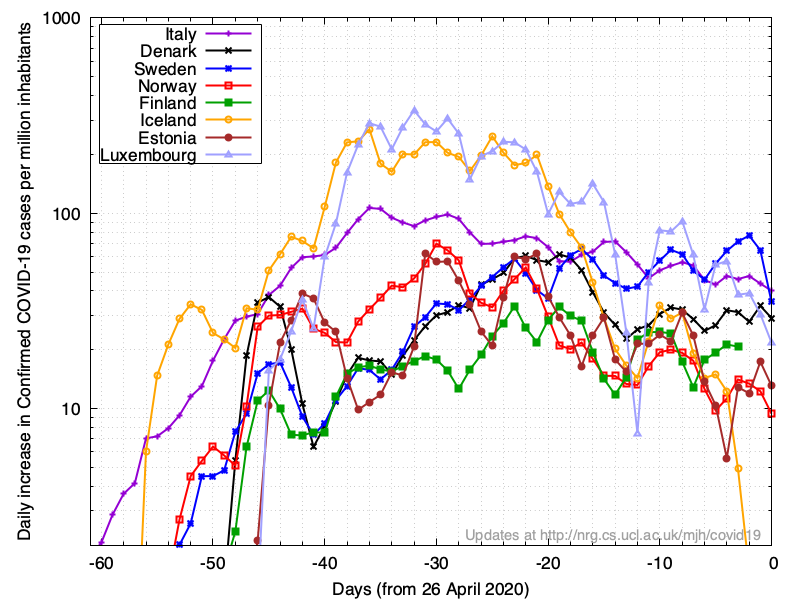 Daily increase in Confirmed COVID-19 cases per million inhabitants
1000
100
10
Italy
Denark
Sweden
Norway
Finland
Iceland
Estonia
Luxembourg
Updates at http://nrg.cs.ucl.ac.uk/mjh/covid19
-60 -50 -40 -30 -20 -10 0
Days (from 26 April 2020)